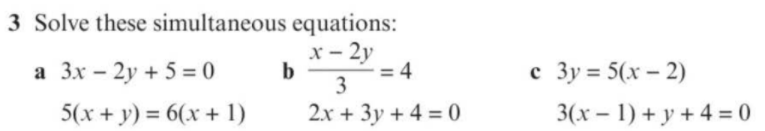 3 Solve these simultaneous equations:
a 3x – 2y + 5 = 0
5(x + y) = 6(x + 1)
b (x – 2y)/3 = 4
2x + 3y + 4 = 0
c 3y = 5(x – 2)
3(x – 1) + y + 4 = 0